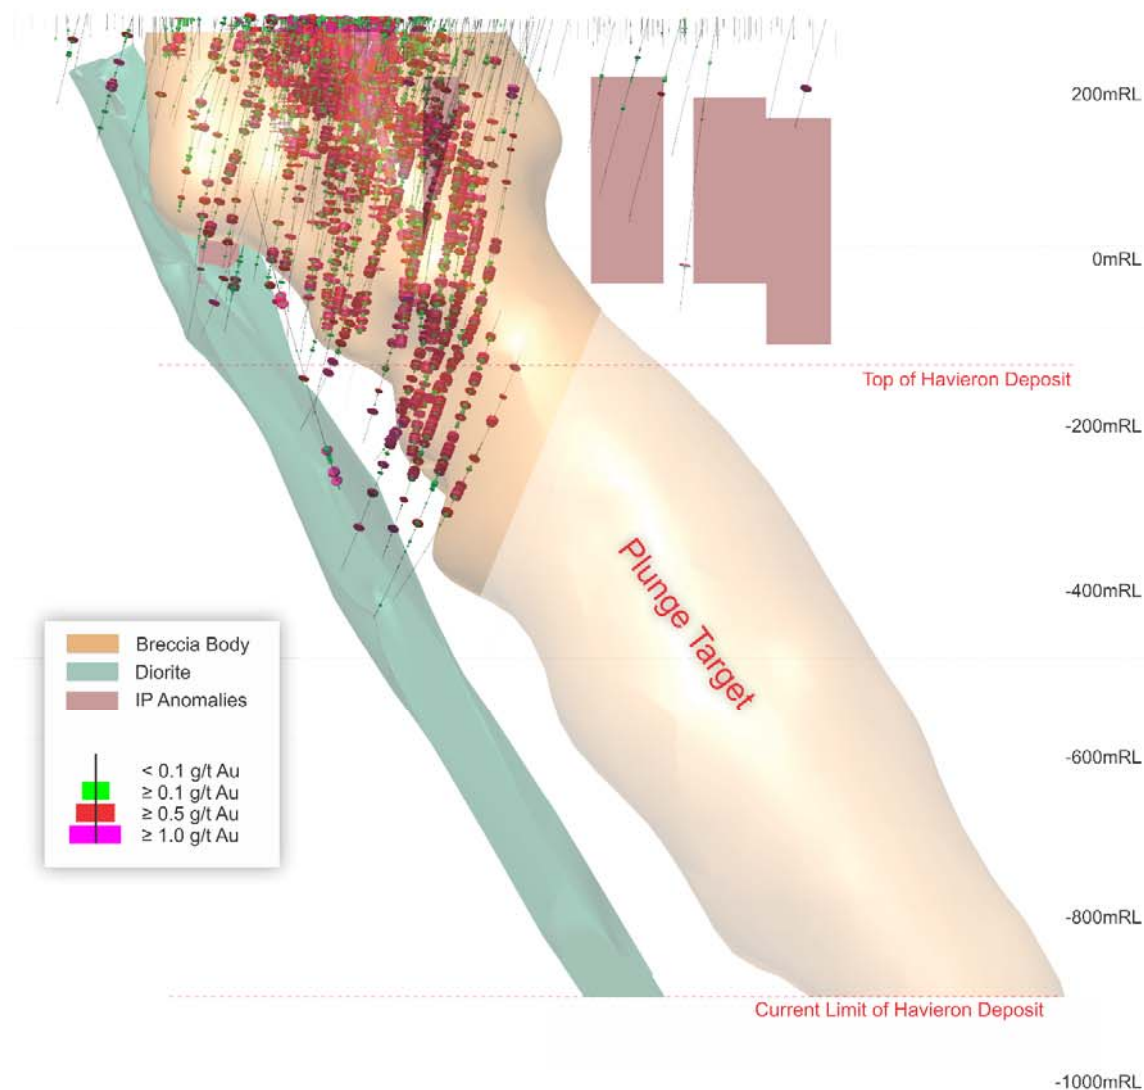 200mRL
0mRL
Top of Havieron Deposit
-200mRL
Plunge Target
-400mRL
Breccia Body
Diorite
IP Anomalies
-600mRL
< 0.1 g/t Au
≥ 0.1 g/t Au
≥ 0.5 g/t Au
≥ 1.0 g/t Au
-800mRL
Current Limit of Havieron Deposit
-1000mRL